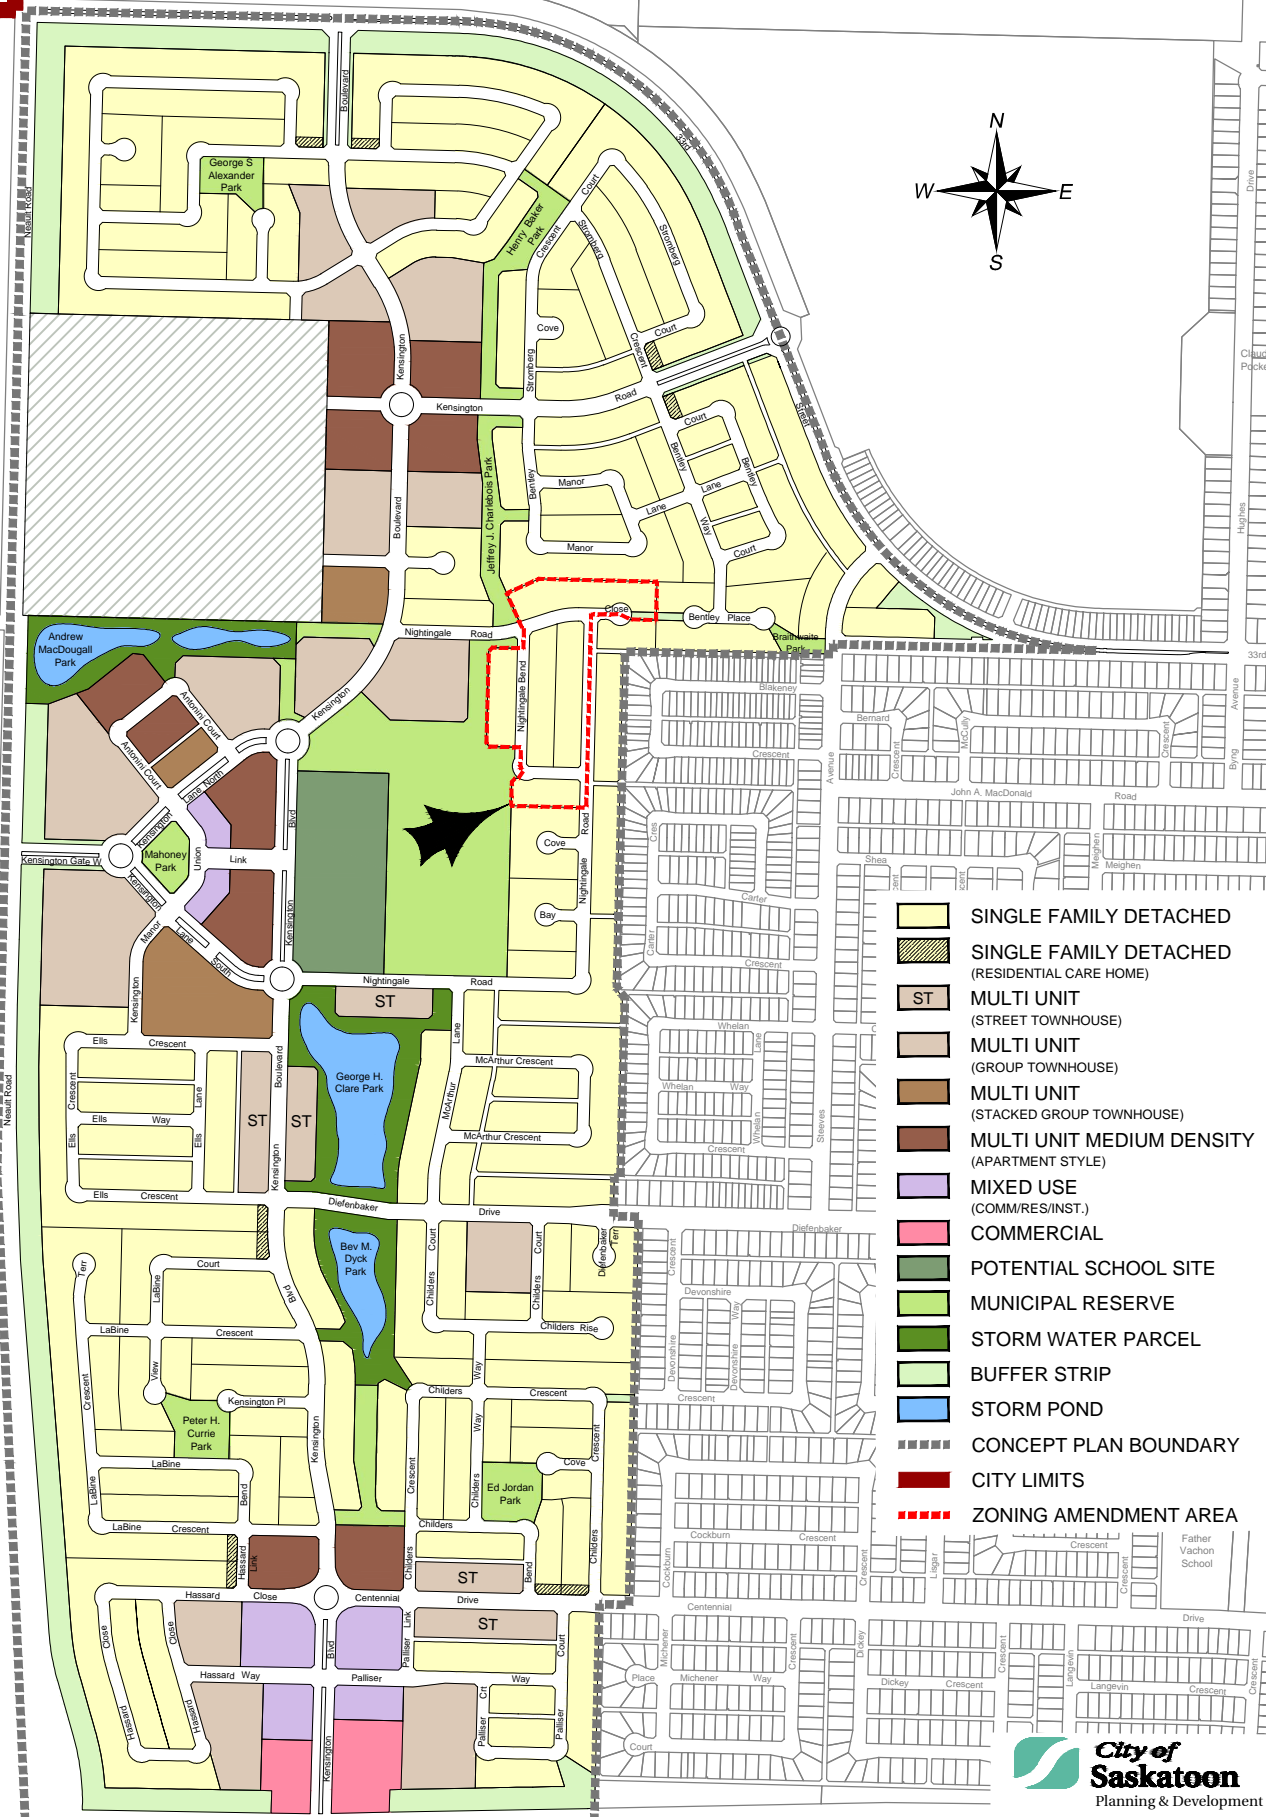 Boulevard
33rd
N
W
E
S
Drive
George S
Alexander
Park
Neault Road
Court
Henry Baker
Park
Crescent
Stromberg
Stromberg
Cove
Court
Crescent
Kensington
Stromberg
Road
Kensington
Street
Court
Bentley
Bentley
Jeffrey J. Charlebois Park
Bentley
Manor
Lane
Lane
Way
Boulevard
Manor
Court
Hughes
Close
Bentley Place
Nightingale Road
Braithwaite
Park
33rd
Andrew
MacDougall
Park
Nightingale Bend
Kensington
Blakeney
Bernard
Crescent
McCully
Crescent
Avenue
Byng
Crescent
Avenue
Antonini Court
Antonini Court
Lane North
John A. MacDonald
Road
Blvd
Road
Cres
Kensington
Cove
Meighen
Meighen
Kensington Gate W
Mahoney
Park
Union
Link
Shea
Nightingale
Carter
Kensington
Bay
Kensington
Manor
Lane
South
Carter
Crescent
Nightingale
Road
ST
Kensington
Lane
Whelan
Lane
Ells
Crescent
Boulevard
McArthur Crescent
George H.
Clare Park
Neault Road
Crescent
Lane
McArthur
Whelan
Way
Ells
Way
ST
ST
Ells
Ells
McArthur Crescent
Whelan
Steeves
Crescent
Kensington
Ells
Crescent
Diefenbaker
Drive
Diefenbaker
Bev M.
Dyck
Park
Court
Court
Diefenbaker
Terr
Crescent
Terr
Court
LaBine
Blvd
Childers
Childers
Devonshire
Way
LaBine
Crescent
Childers Rise
Devonshire
Devonshire
View
Way
Crescent
Childers
Crescent
Crescent
Kensington Pl
Peter H.
Currie
Park
Kensington
Way
Crescent
LaBine
Cove
Crescent
Childers
Ed Jordan
Park
LaBine
Bend
LaBine
Crescent
Childers
Childers
Cockburn
Crescent
Hassard
Link
Childers
Bend
ST
Cockburn
Crescent
Lisgar
Crescent
Crescent
Father
Vachon
School
Hassard
Close
Centennial
Drive
Centennial
Drive
Close
Close
Blvd
Link
Palliser
ST
Court
Michener
Crescent
Dickey
Crescent
Langevin
Crescent
Hassard Way
Palliser
Way
Place
Michener
Way
Dickey
Crescent
Langevin
Crescent
Hassard
Hassard
Kensington
Crt
Palliser
Palliser
Court
SINGLE FAMILY DETACHED
SINGLE FAMILY DETACHED
(RESIDENTIAL CARE HOME)
ST
MULTI UNIT
(STREET TOWNHOUSE)
MULTI UNIT
(GROUP TOWNHOUSE)
MULTI UNIT
(STACKED GROUP TOWNHOUSE)
MULTI UNIT MEDIUM DENSITY
(APARTMENT STYLE)
MIXED USE
(COMM/RES/INST.)
COMMERCIAL
POTENTIAL SCHOOL SITE
MUNICIPAL RESERVE
STORM WATER PARCEL
BUFFER STRIP
STORM POND
CONCEPT PLAN BOUNDARY
CITY LIMITS
ZONING AMENDMENT AREA
City of
Saskatoon
Planning & Development